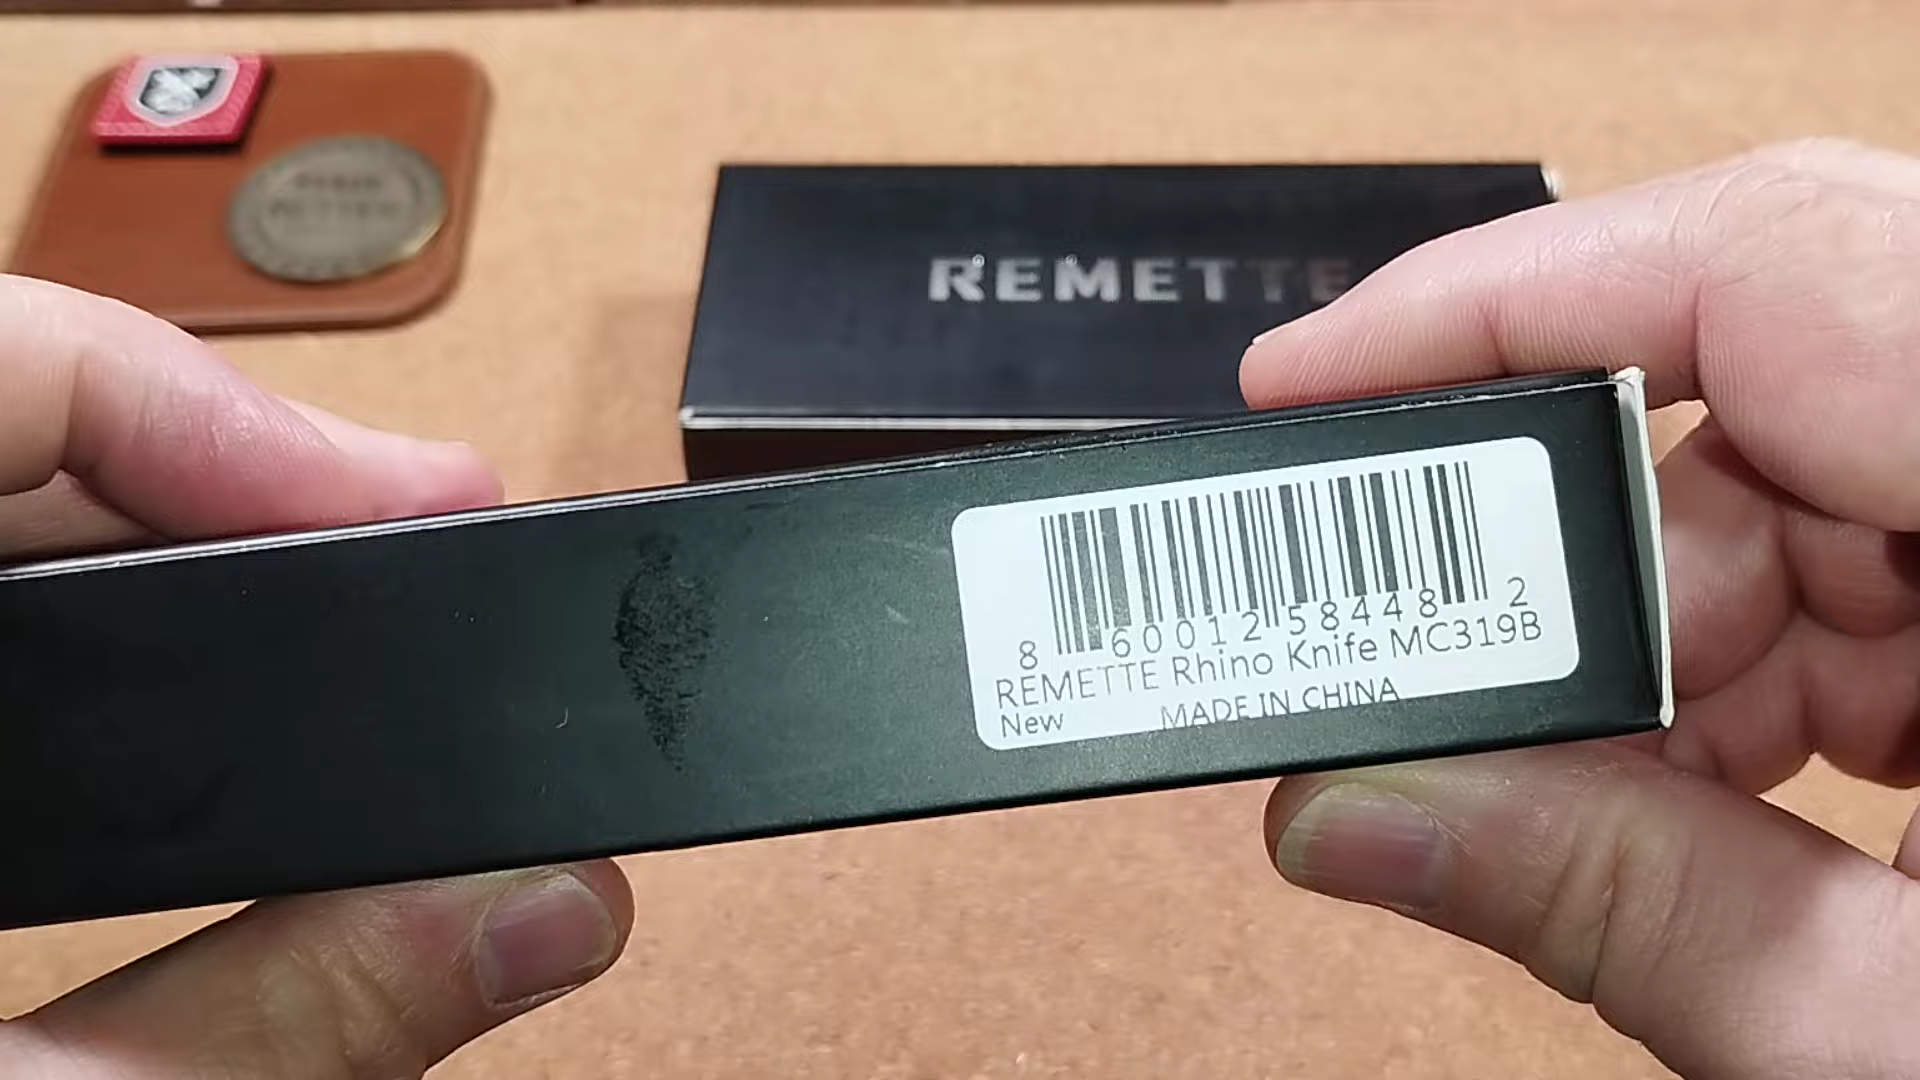 REMETTE
8 60012 58448 2
REMETTE Rhino Knife MC319B
New MADE IN CHINA